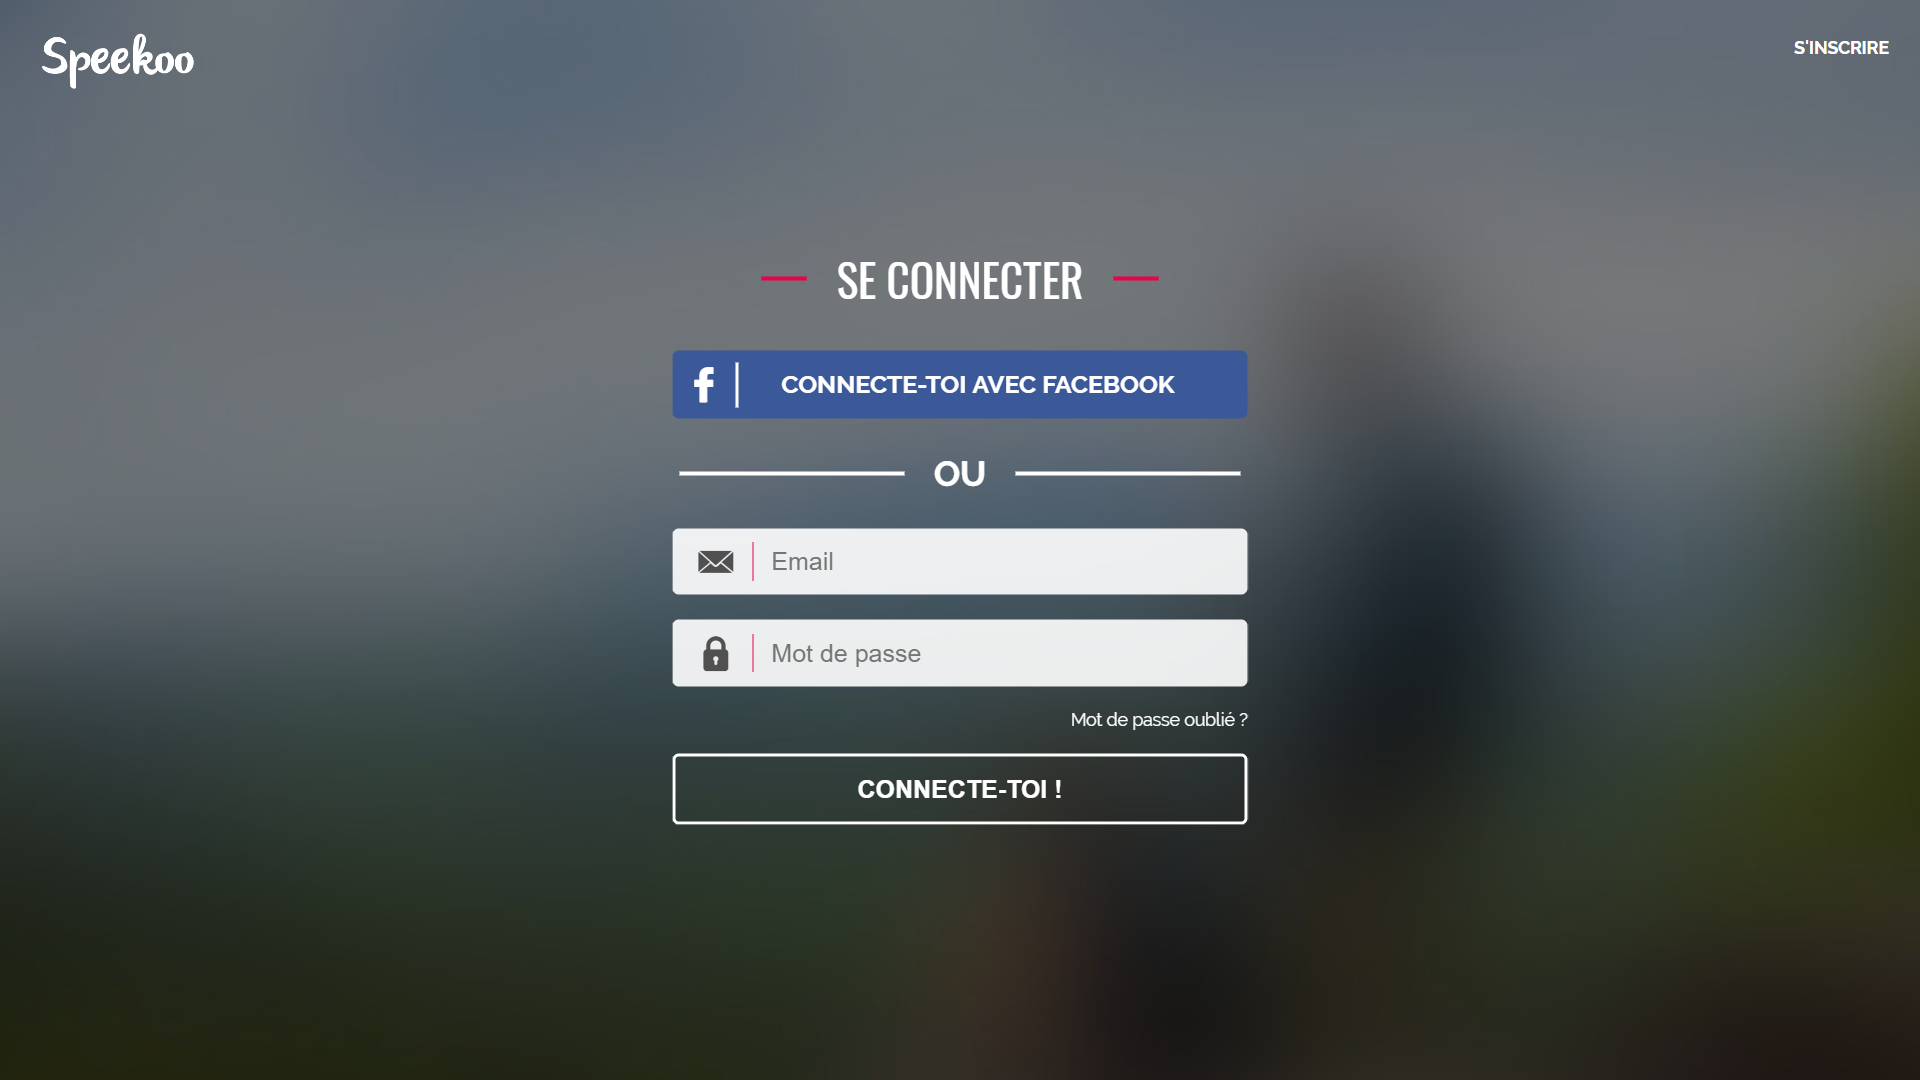 Speekoo
S'INSCRIRE
SE CONNECTER
CONNECTE-TOI AVEC FACEBOOK
OU
Email
Mot de passe
Mot de passe oublié ?
CONNECTE-TOI !